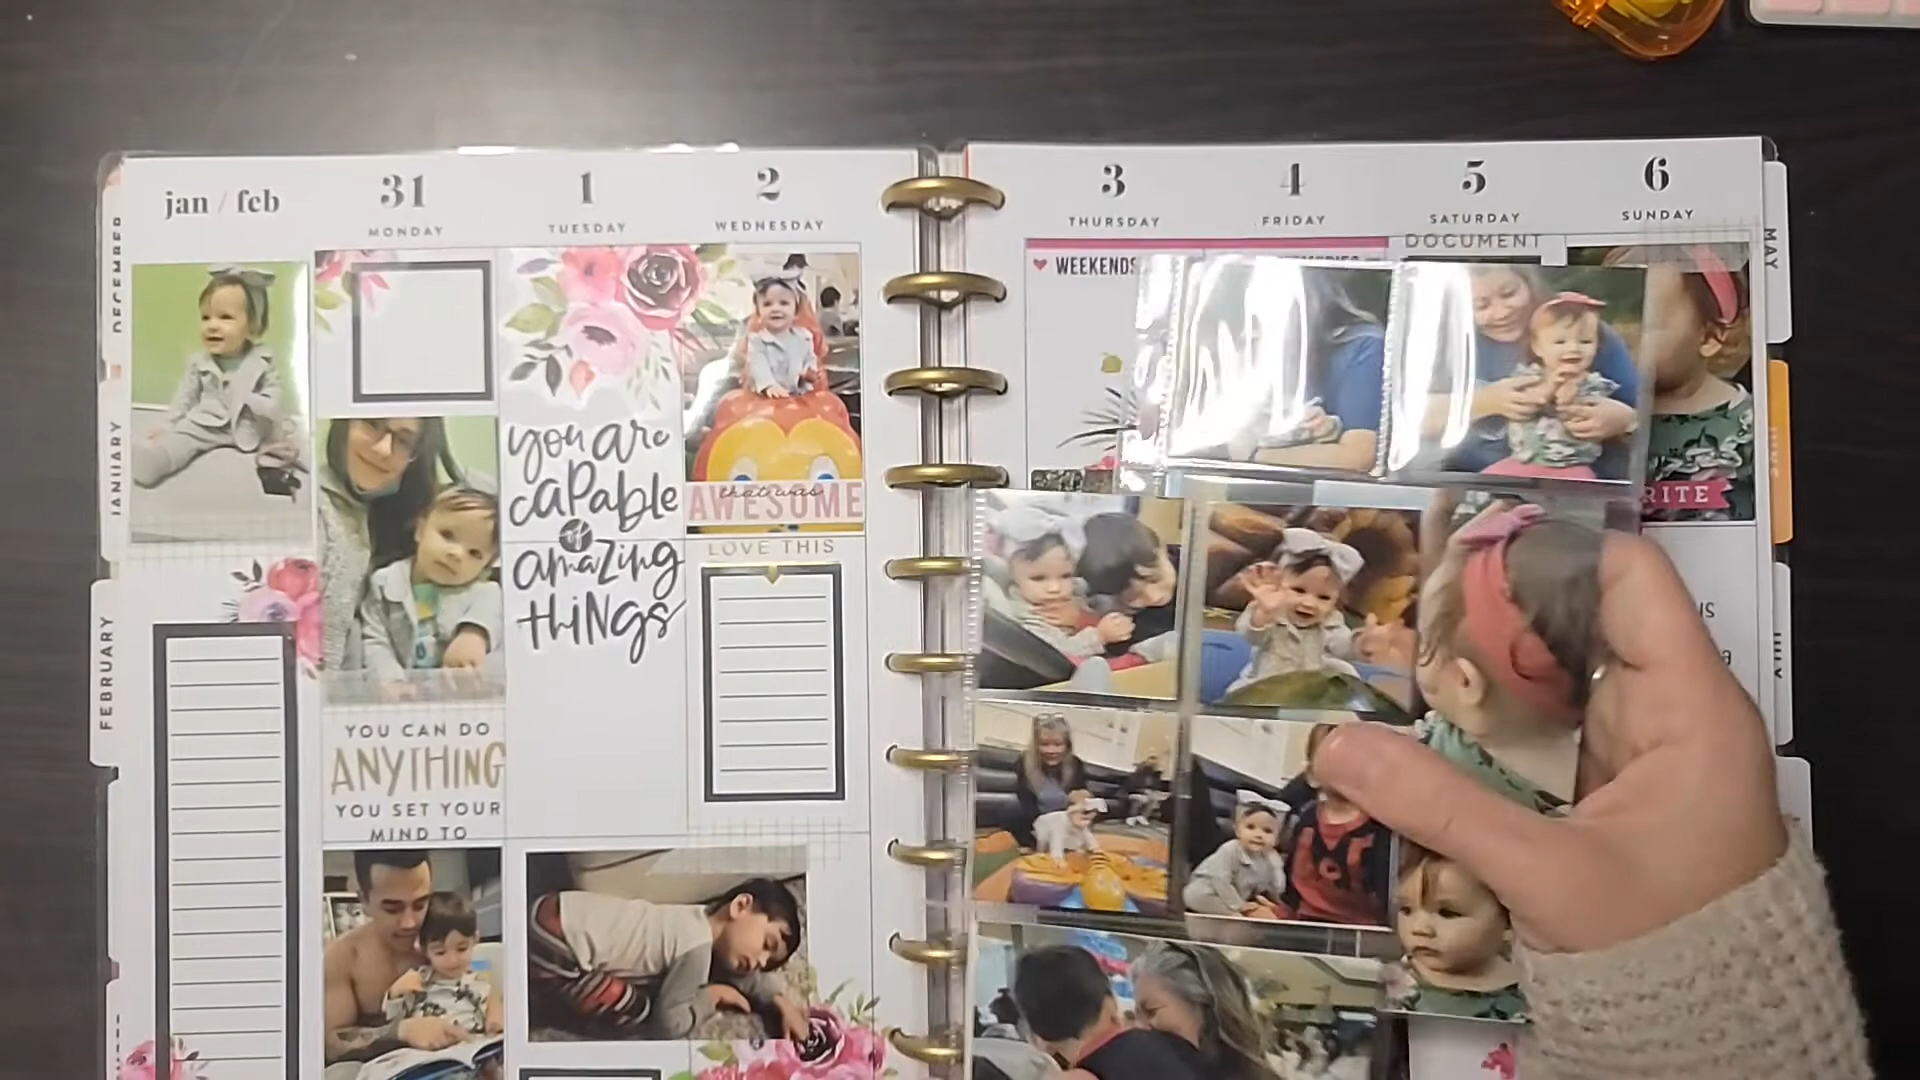 jan / feb
31
MONDAY
1
TUESDAY
2
WEDNESDAY
3
THURSDAY
4
FRIDAY
5
SATURDAY
6
SUNDAY
DECEMBER
JANUARY
FEBRUARY
MAY
JULY
you are
capable
of
amazing
things
that was
AWESOME
LOVE THIS
YOU CAN DO
ANYTHING
YOU SET YOUR
MIND TO
WEEKENDS
DOCUMENT